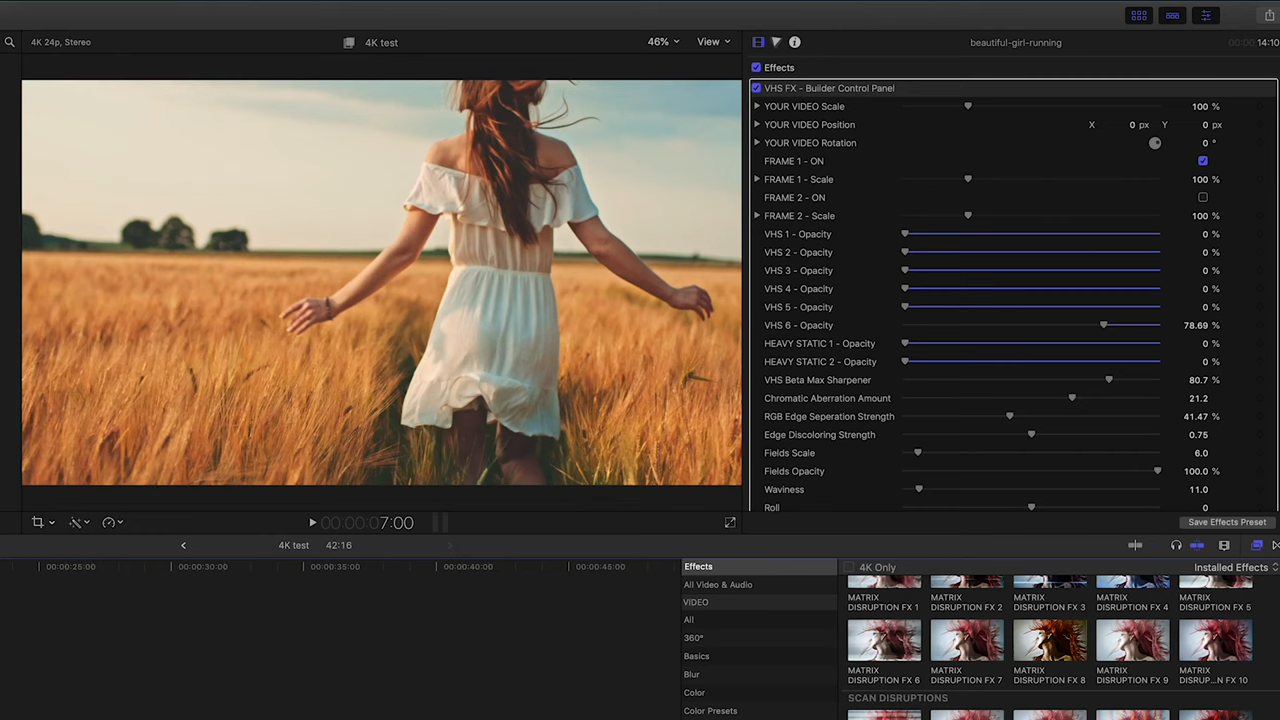 4K 24p, Stereo
4K test
46%
View
beautiful-girl-running
00:00:14:10
Effects
VHS FX - Builder Control Panel
YOUR VIDEO Scale 100 %
YOUR VIDEO Position X 0 px Y 0 px
YOUR VIDEO Rotation 0 °
FRAME 1 - ON
FRAME 1 - Scale 100 %
FRAME 2 - ON
FRAME 2 - Scale 100 %
VHS 1 - Opacity 0 %
VHS 2 - Opacity 0 %
VHS 3 - Opacity 0 %
VHS 4 - Opacity 0 %
VHS 5 - Opacity 0 %
VHS 6 - Opacity 78.69 %
HEAVY STATIC 1 - Opacity 0 %
HEAVY STATIC 2 - Opacity 0 %
VHS Beta Max Sharpener 80.7 %
Chromatic Aberration Amount 21.2
RGB Edge Seperation Strength 41.47 %
Edge Discoloring Strength 0.75
Fields Scale 6.0
Fields Opacity 100.0 %
Waviness 11.0
Roll 0
00:00:00:07:00
Save Effects Preset
4K test 42:16
00:00:25:00 00:00:30:00 00:00:35:00 00:00:40:00 00:00:45:00
Effects
All Video & Audio
VIDEO
All
360°
Basics
Blur
Color
Color Presets
4K Only
Installed Effects
MATRIX
DISRUPTION FX 1
MATRIX
DISRUPTION FX 2
MATRIX
DISRUPTION FX 3
MATRIX
DISRUPTION FX 4
MATRIX
DISRUPTION FX 5
MATRIX
DISRUPTION FX 6
MATRIX
DISRUPTION FX 7
MATRIX
DISRUPTION FX 8
MATRIX
DISRUPTION FX 9
MATRIX
DISRUP...N FX 10
SCAN DISRUPTIONS